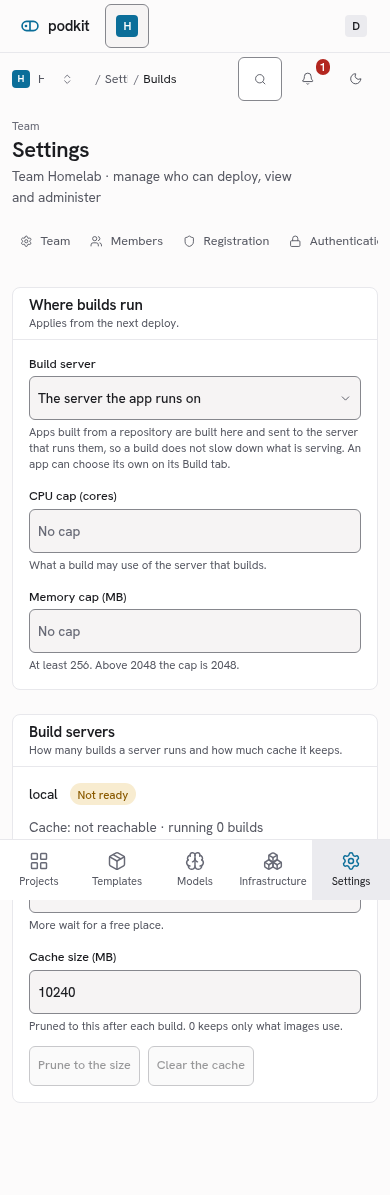 podkit
H
D
H
/ Sett / Builds
1
Team
Settings
Team Homelab · manage who can deploy, view
and administer
Team
Members
Registration
Where builds run
Applies from the next deploy.
Build server
The server the app runs on
Apps built from a repository are built here and sent to the server
that runs them, so a build does not slow down what is serving. An
app can choose its own on its Build tab.
CPU cap (cores)
No cap
What a build may use of the server that builds.
Memory cap (MB)
No cap
At least 256. Above 2048 the cap is 2048.
Build servers
How many builds a server runs and how much cache it keeps.
local
Not ready
Cache: not reachable · running 0 builds
Projects
Templates
Models
Infrastructure
Settings
More wait for a free place.
Cache size (MB)
10240
Pruned to this after each build. 0 keeps only what images use.
Prune to the size
Clear the cache